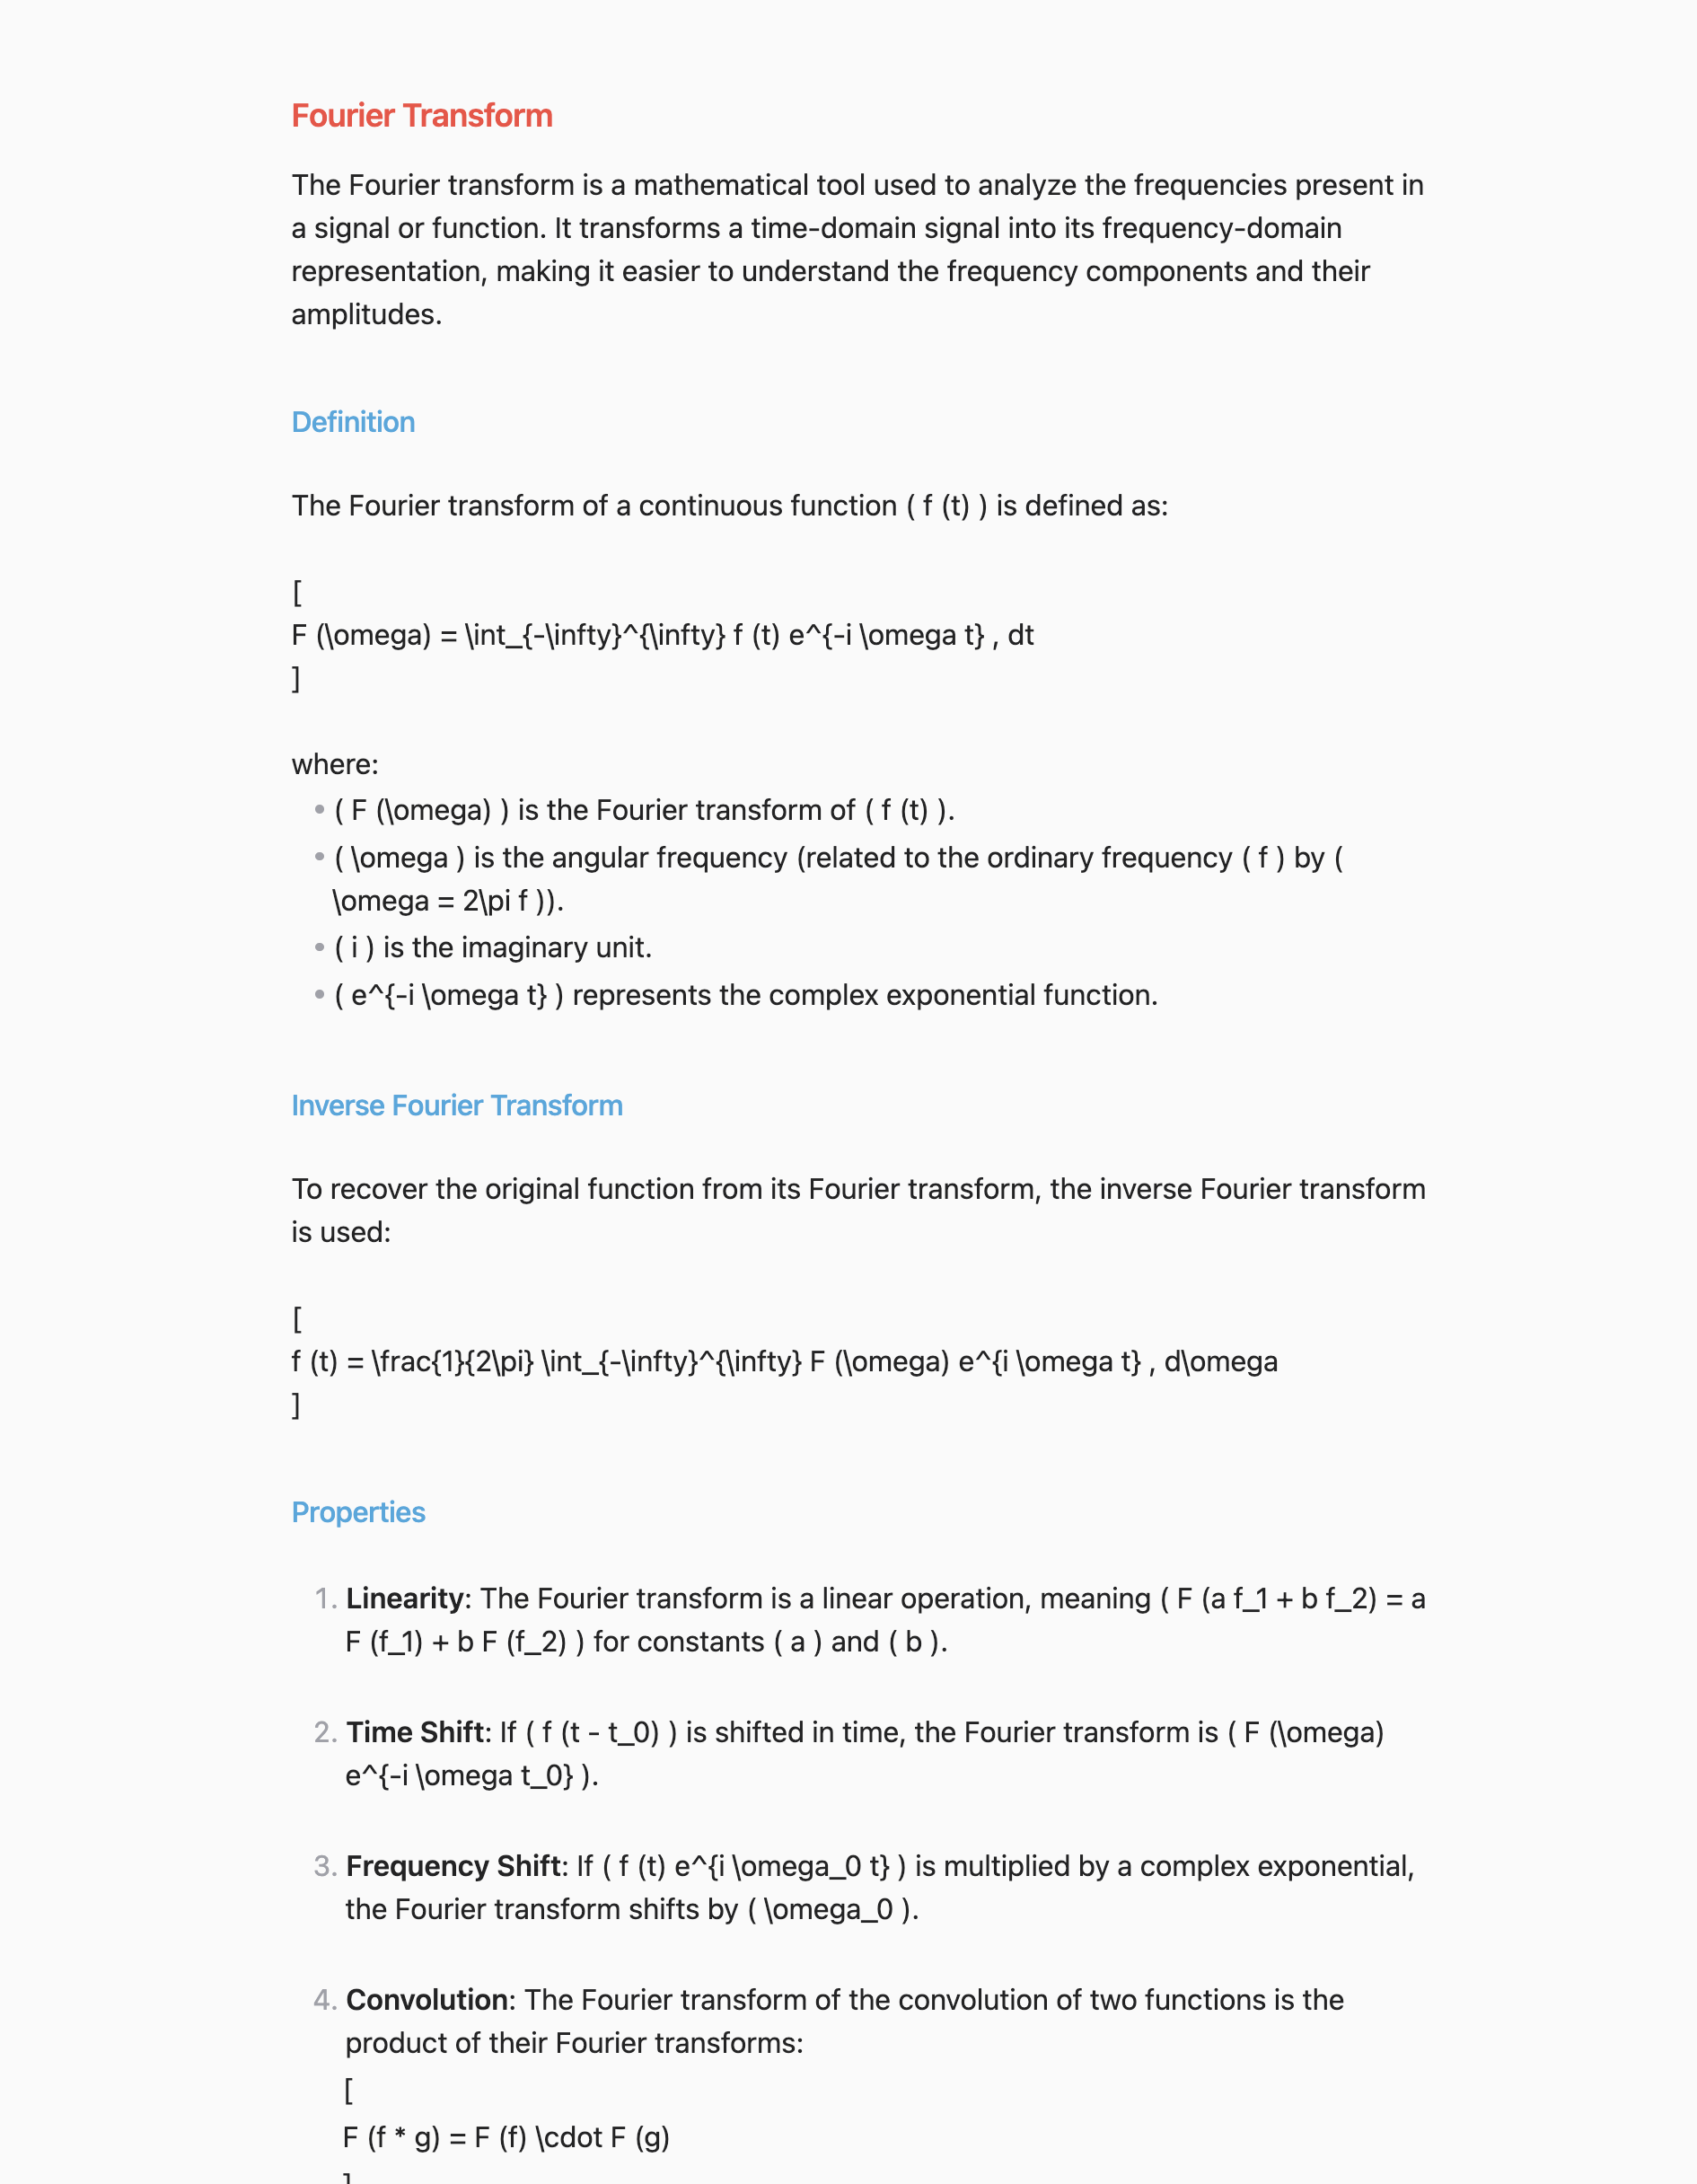 Fourier Transform
The Fourier transform is a mathematical tool used to analyze the frequencies present in
a signal or function. It transforms a time-domain signal into its frequency-domain
representation, making it easier to understand the frequency components and their
amplitudes.
Definition
The Fourier transform of a continuous function ( f (t) ) is defined as:
[
F (\omega) = \int_{-\infty}^{\infty} f (t) e^{-i \omega t} , dt
]
where:
• ( F (\omega) ) is the Fourier transform of ( f (t) ).
• ( \omega ) is the angular frequency (related to the ordinary frequency ( f ) by (
\omega = 2\pi f )).
• ( i ) is the imaginary unit.
• ( e^{-i \omega t} ) represents the complex exponential function.
Inverse Fourier Transform
To recover the original function from its Fourier transform, the inverse Fourier transform
is used:
[
f (t) = \frac{1}{2\pi} \int_{-\infty}^{\infty} F (\omega) e^{i \omega t} , d\omega
]
Properties
1. Linearity: The Fourier transform is a linear operation, meaning ( F (a f_1 + b f_2) = a
F (f_1) + b F (f_2) ) for constants ( a ) and ( b ).
2. Time Shift: If ( f (t - t_0) ) is shifted in time, the Fourier transform is ( F (\omega)
e^{-i \omega t_0} ).
3. Frequency Shift: If ( f (t) e^{i \omega_0 t} ) is multiplied by a complex exponential,
the Fourier transform shifts by ( \omega_0 ).
4. Convolution: The Fourier transform of the convolution of two functions is the
product of their Fourier transforms:
[
F (f * g) = F (f) \cdot F (g)
]